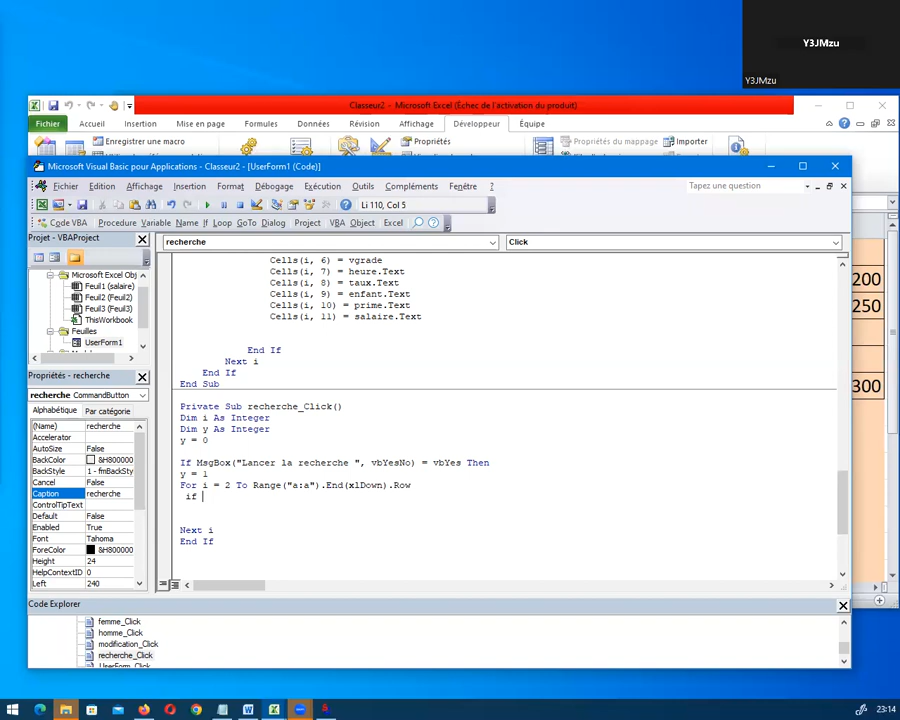 Y3JMzu
Y3JMzu
Classeur2 - Microsoft Excel (Échec de l'activation du produit)
Fichier Accueil Insertion Mise en page Formules Données Révision Affichage Développeur Équipe
Enregistrer une macro Propriétés Propriétés du mappage Importer
Microsoft Visual Basic pour Applications - Classeur2 - [UserForm1 (Code)]
Fichier Edition Affichage Insertion Format Débogage Exécution Outils Compléments Fenêtre ? Tapez une question
Li 110, Col 5
Code VBA Procedure Variable Name If Loop GoTo Dialog Project VBA Object Excel
Projet - VBAProject
Microsoft Excel Obj
Feuil1 (salaire)
Feuil2 (Feuil2)
Feuil3 (Feuil3)
ThisWorkbook
Feuilles
UserForm1
Propriétés - recherche
recherche CommandButton
Alphabétique Par catégorie
(Name) recherche
Accelerator
AutoSize False
BackColor &H800000
BackStyle 1 - fmBackSty
Cancel False
Caption recherche
ControlTipText
Default False
Enabled True
Font Tahoma
ForeColor &H800000
Height 24
HelpContextID 0
Left 240
recherche Click
Cells(i, 6) = vgrade
Cells(i, 7) = heure.Text
Cells(i, 8) = taux.Text
Cells(i, 9) = enfant.Text
Cells(i, 10) = prime.Text
Cells(i, 11) = salaire.Text
End If
Next i
End If
End Sub
Private Sub recherche_Click()
Dim i As Integer
Dim y As Integer
y = 0
If MsgBox("Lancer la recherche ", vbYesNo) = vbYes Then
y = 1
For i = 2 To Range("a:a").End(xlDown).Row
if
Next i
End If
200
250
300
Code Explorer
femme_Click
homme_Click
modification_Click
recherche_Click
UserForm_Click
23:14